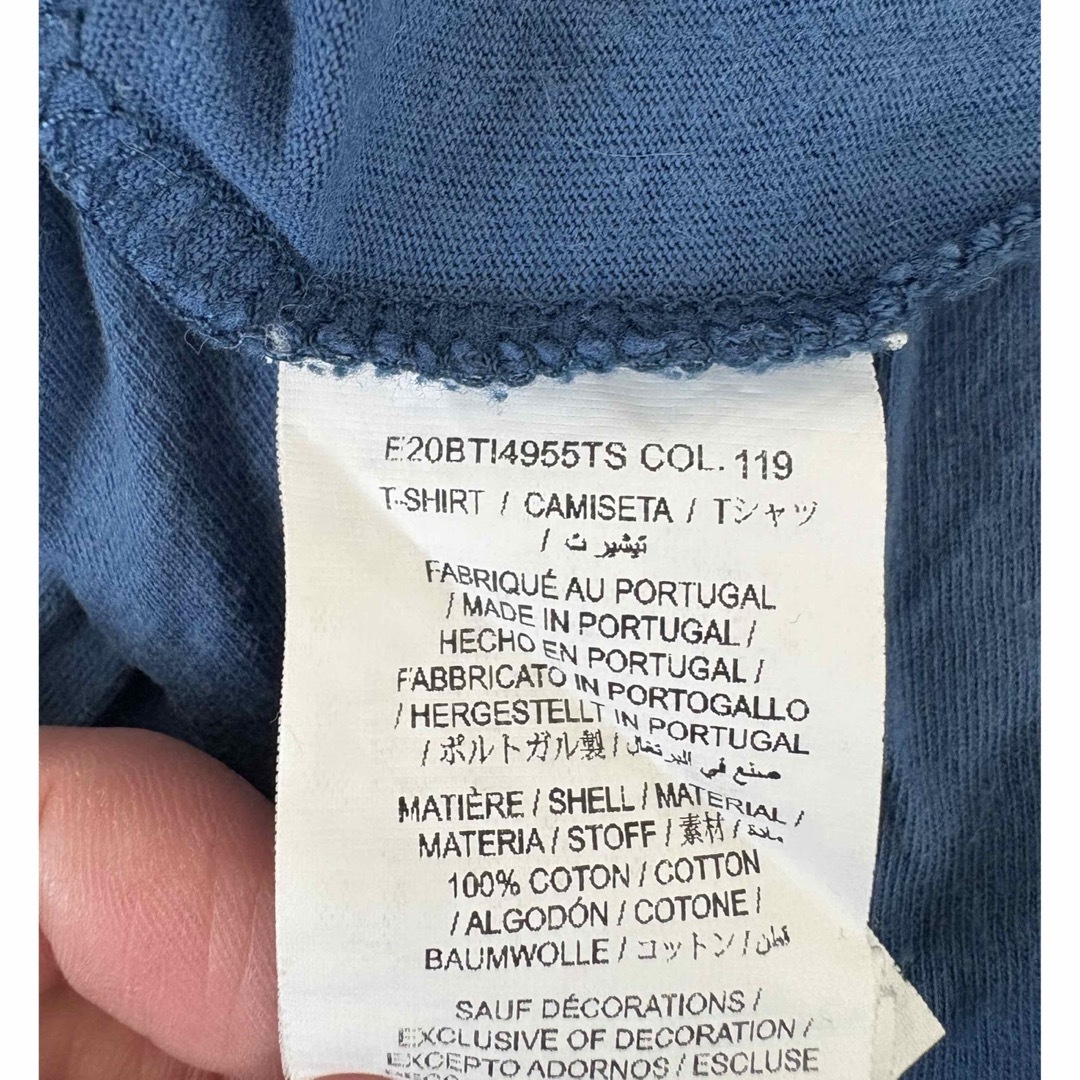 E20BTI4955TS COL. 119
T-SHIRT / CAMISETA / Tシャツ
/ تيشيرت
FABRIQUÉ AU PORTUGAL
/ MADE IN PORTUGAL /
HECHO EN PORTUGAL /
FABBRICATO IN PORTOGALLO
/ HERGESTELLT IN PORTUGAL
/ ポルトガル製 / صنع في البرتغال
MATIÈRE / SHELL / MATERIAL /
MATERIA / STOFF / 素材 / مادة
100% COTON / COTTON
/ ALGODÓN / COTONE /
BAUMWOLLE / コットン / قطن
SAUF DÉCORATIONS /
EXCLUSIVE OF DECORATION /
EXCEPTO ADORNOS / ESCLUSE